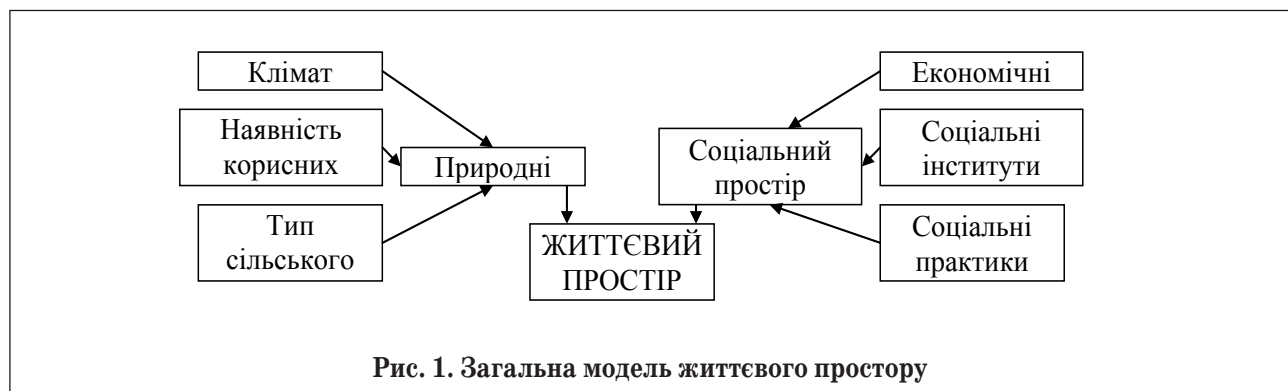 Клімат
Наявність
корисних
Тип
сільського
Природні
ЖИТТЄВИЙ
ПРОСТІР
Соціальний
простір
Економічні
Соціальні
інститути
Соціальні
практики
Рис. 1. Загальна модель життєвого простору